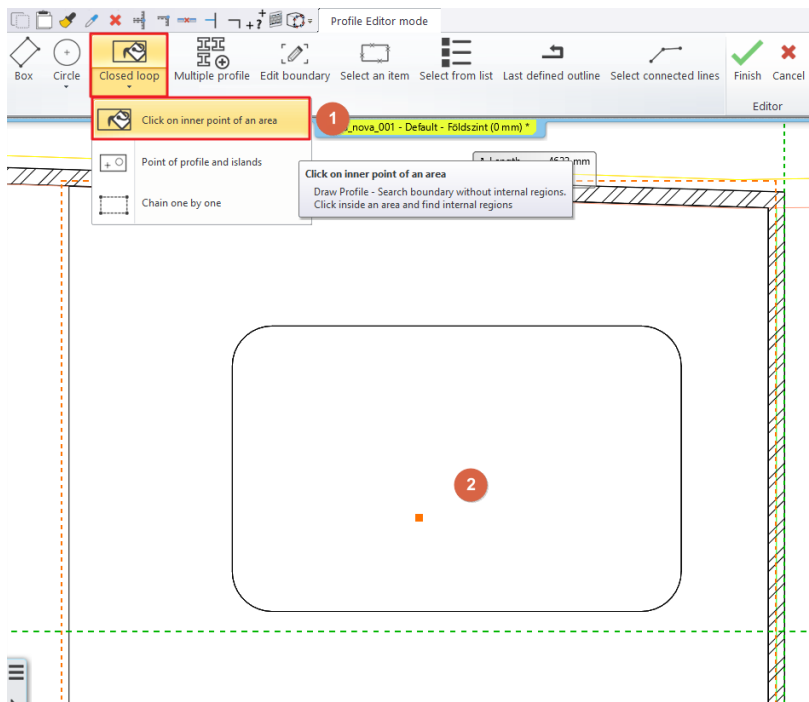 Profile Editor mode
Box
Circle
Closed loop
Multiple profile
Edit boundary
Select an item
Select from list
Last defined outline
Select connected lines
Finish
Cancel
Editor
Click on inner point of an area
1
_nova_001 - Default - Földszint (0 mm) *
Point of profile and islands
mm
Click on inner point of an area
Draw Profile - Search boundary without internal regions.
Click inside an area and find internal regions
Chain one by one
2